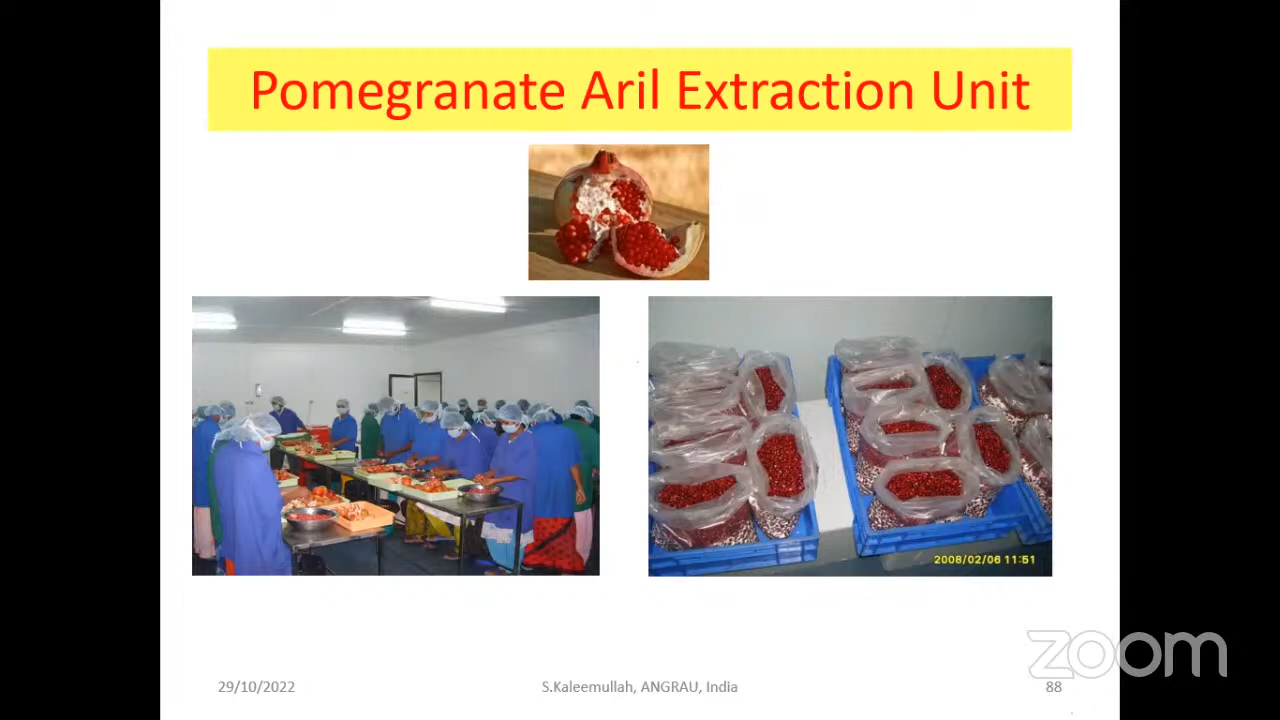 Pomegranate Aril Extraction Unit
2008/02/06 11:51
zoom
29/10/2022
S.Kaleemullah, ANGRAU, India
88